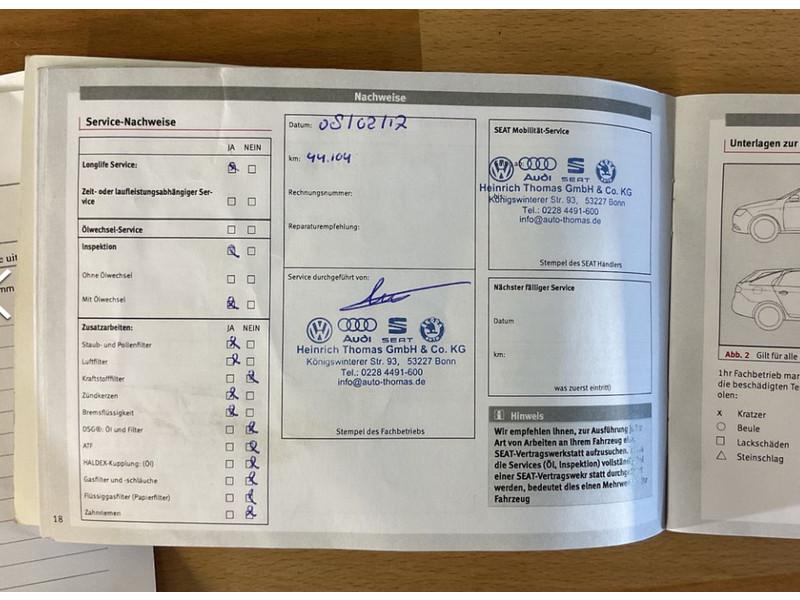 Nachweise
Service-Nachweise
JA NEIN
Longlife Service:
Zeit- oder laufleistungsabhängiger Ser-
vice
Ölwechsel-Service
Inspektion
Ohne Ölwechsel
Mit Ölwechsel
Zusatzarbeiten: JA NEIN
Staub- und Pollenfilter
Luftfilter
Kraftstofffilter
Zündkerzen
Bremsflüssigkeit
DSG®: Öl und Filter
ATF
HALDEX-Kupplung: (Öl)
Gasfilter und -schläuche
Flüssiggasfilter (Papierfilter)
Zahnriemen
18
Datum: 08/02/17
km: 44.104
Rechnungsnummer:
Reparaturempfehlung:
Service durchgeführt von:
Audi SEAT
Heinrich Thomas GmbH & Co. KG
Königswinterer Str. 93, 53227 Bonn
Tel.: 0228 4491-600
info@auto-thomas.de
Stempel des Fachbetriebs
SEAT Mobilität-Service
Audi SEAT
Heinrich Thomas GmbH & Co. KG
Königswinterer Str. 93, 53227 Bonn
Tel.: 0228 4491-600
info@auto-thomas.de
Stempel des SEAT Händlers
Nächster fälliger Service
Datum
km:
was zuerst eintritt)
Hinweis
Wir empfehlen Ihnen, zur Ausführung
Art von Arbeiten an Ihrem Fahrzeug
SEAT-Vertragswerkstatt aufzusuchen.
die Services (Öl, Inspektion)
einer SEAT-Vertragswerkstatt
werden, bedeutet dies einen
Fahrzeug
Unterlagen zur
Abb. 2 Gilt für alle
Ihr Fachbetrieb mar
die beschädigten Te
olen:
x Kratzer
Beule
Lackschäden
Steinschlag